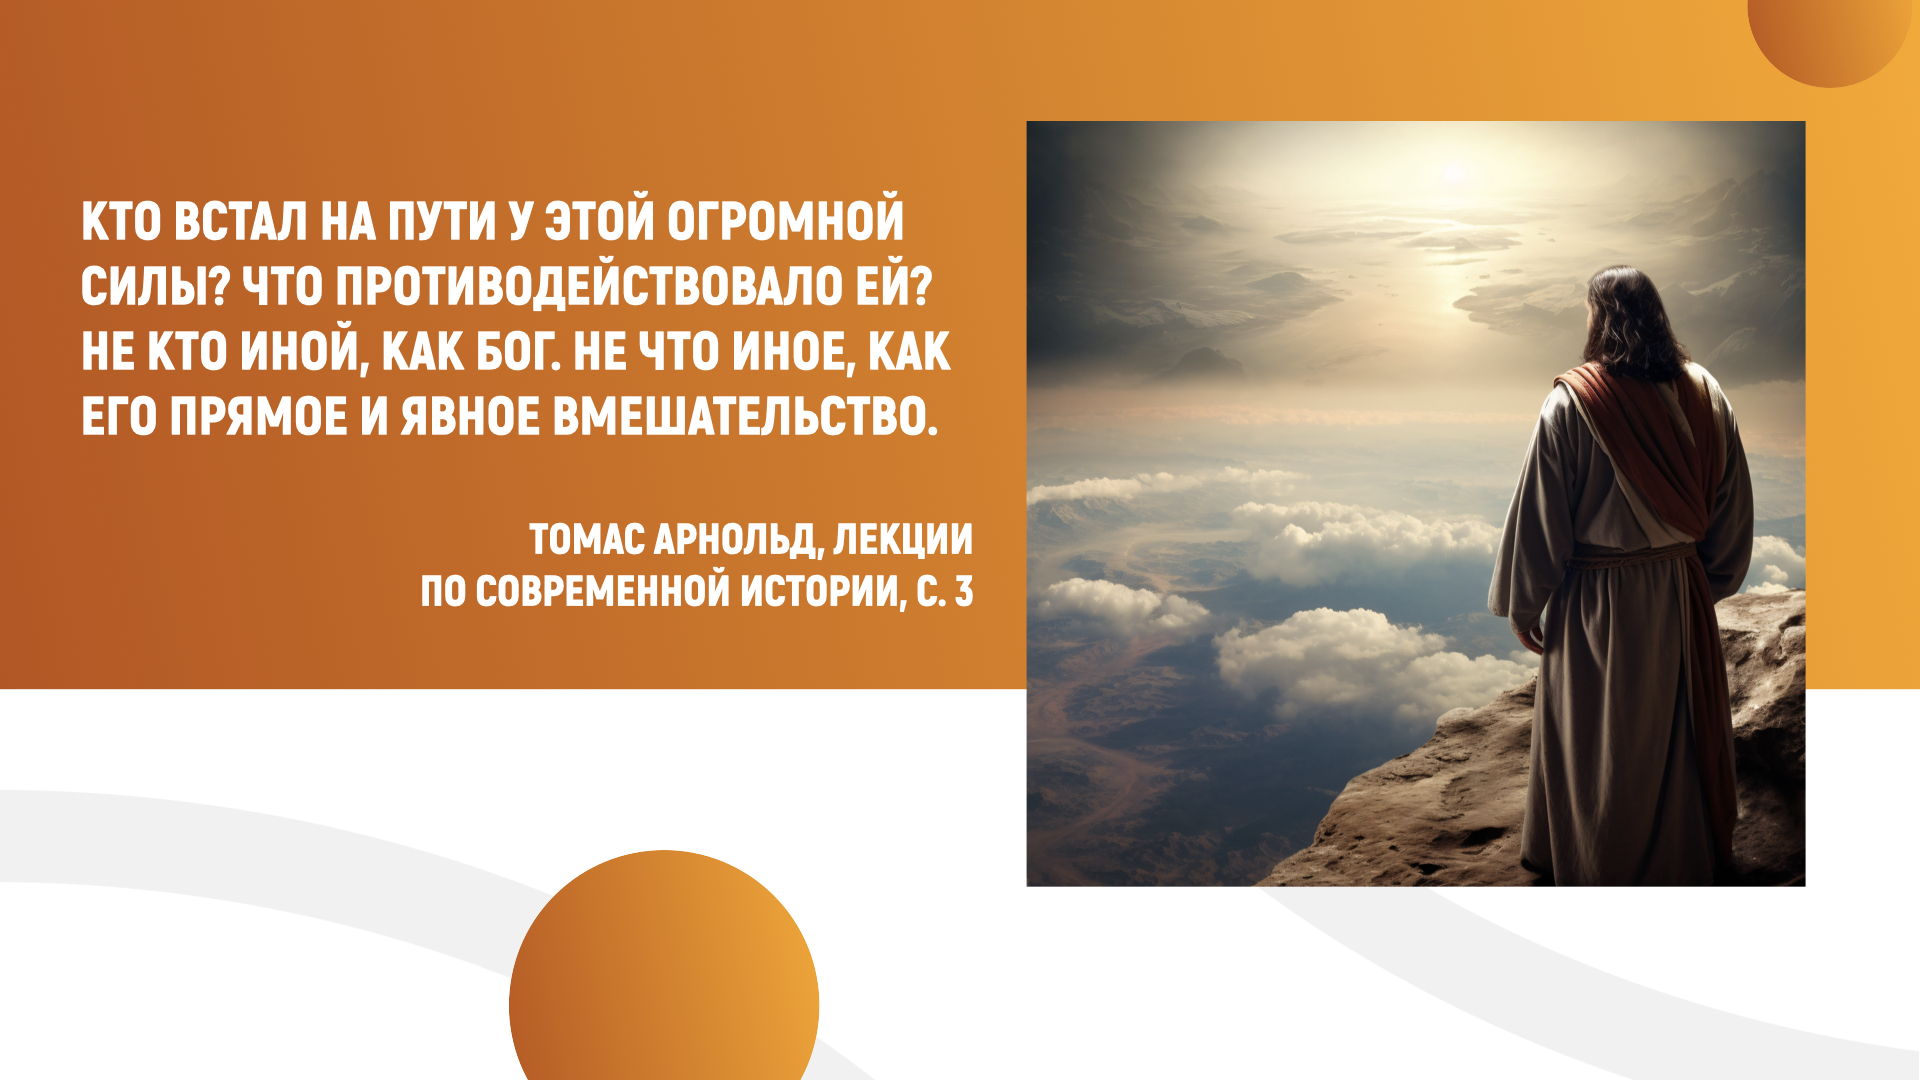 КТО ВСТАЛ НА ПУТИ У ЭТОЙ ОГРОМНОЙ
СИЛЫ? ЧТО ПРОТИВОДЕЙСТВОВАЛО ЕЙ?
НЕ КТО ИНОЙ, КАК БОГ. НЕ ЧТО ИНОЕ, КАК
ЕГО ПРЯМОЕ И ЯВНОЕ ВМЕШАТЕЛЬСТВО.
ТОМАС АРНОЛЬД, ЛЕКЦИИ
ПО СОВРЕМЕННОЙ ИСТОРИИ, С. 3